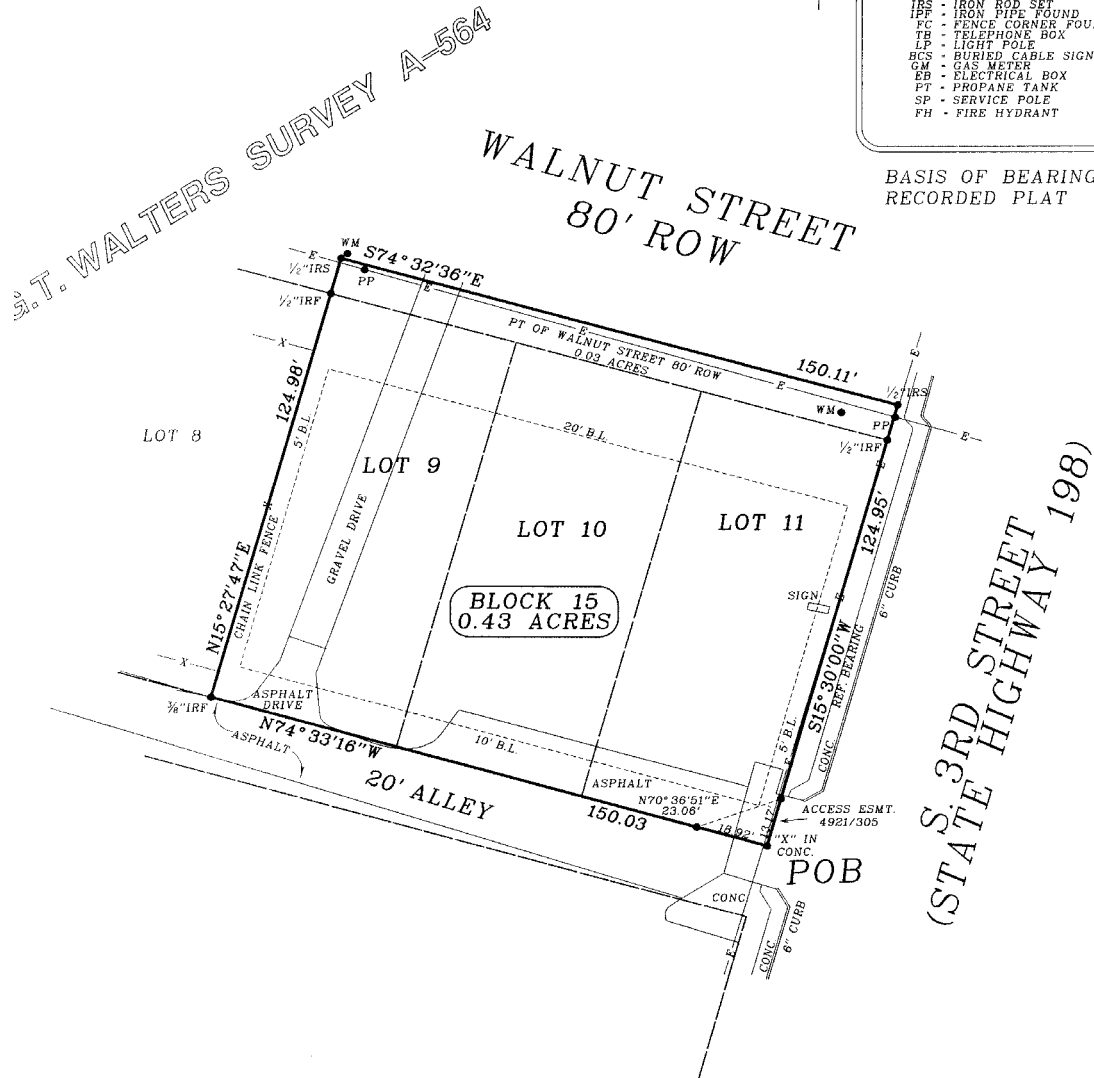 IRS - IRON ROD SET
IPF - IRON PIPE FOUND
FC - FENCE CORNER FOU
TB - TELEPHONE BOX
LP - LIGHT POLE
BCS - BURIED CABLE SIGN
GM - GAS METER
EB - ELECTRICAL BOX
PT - PROPANE TANK
SP - SERVICE POLE
FH - FIRE HYDRANT
BASIS OF BEARING
RECORDED PLAT
G.T. WALTERS SURVEY A-564
WALNUT STREET
80' ROW
WM
E
S74°32'36"E
1/2"IRS
PP
E
1/2"IRF
PT OF WALNUT STREET 80' ROW
0.03 ACRES
E
E
150.11'
1/2"IRS
E
WM
PP
E
1/2"IRF
E
X
124.98'
5' B.L.
20' B.L.
LOT 8
LOT 9
LOT 10
LOT 11
124.95'
GRAVEL DRIVE
X
CHAIN LINK FENCE
N15°27'47"E
BLOCK 15
0.43 ACRES
SIGN
E
S15°30'00"W
REF. BEARING
6" CURB
S. 3RD STREET
(STATE HIGHWAY 198)
X
3/8"IRF
ASPHALT
DRIVE
N74°33'16"W
ASPHALT
10' B.L.
5' B.L.
E
CONC
20' ALLEY
ASPHALT
N70°36'51"E
23.06'
150.03
18.92'
13.17'
ACCESS ESMT.
4921/305
"X" IN
CONC.
POB
CONC
6" CURB
CONC
E